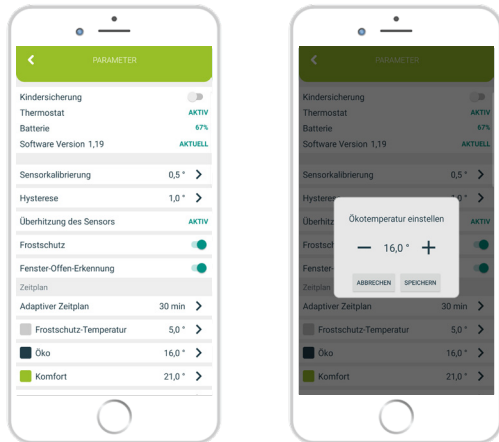 PARAMETER
Kindersicherung
Thermostat AKTIV
Batterie 67%
Software Version 1,19 AKTUELL
Sensorkalibrierung 0,5 °
Hysterese 1,0 °
Überhitzung des Sensors AKTIV
Frostschutz
Fenster-Offen-Erkennung
Zeitplan
Adaptiver Zeitplan 30 min
Frostschutz-Temperatur 5,0 °
Öko 16,0 °
Komfort 21,0 °
PARAMETER
Kindersicherung
Thermostat AKTIV
Batterie 67%
Software Version 1,19 AKTUELL
Sensorkalibrierung 0,5 °
Hysterese
Überhitz AKTIV
Ökotemperatur einstellen
16,0 °
ABBRECHEN SPEICHERN
Frostsch
Fenster-
Zeitplan
Adaptiver Zeitplan 30 min
Frostschutz-Temperatur 5,0 °
Öko 16,0 °
Komfort 21,0 °